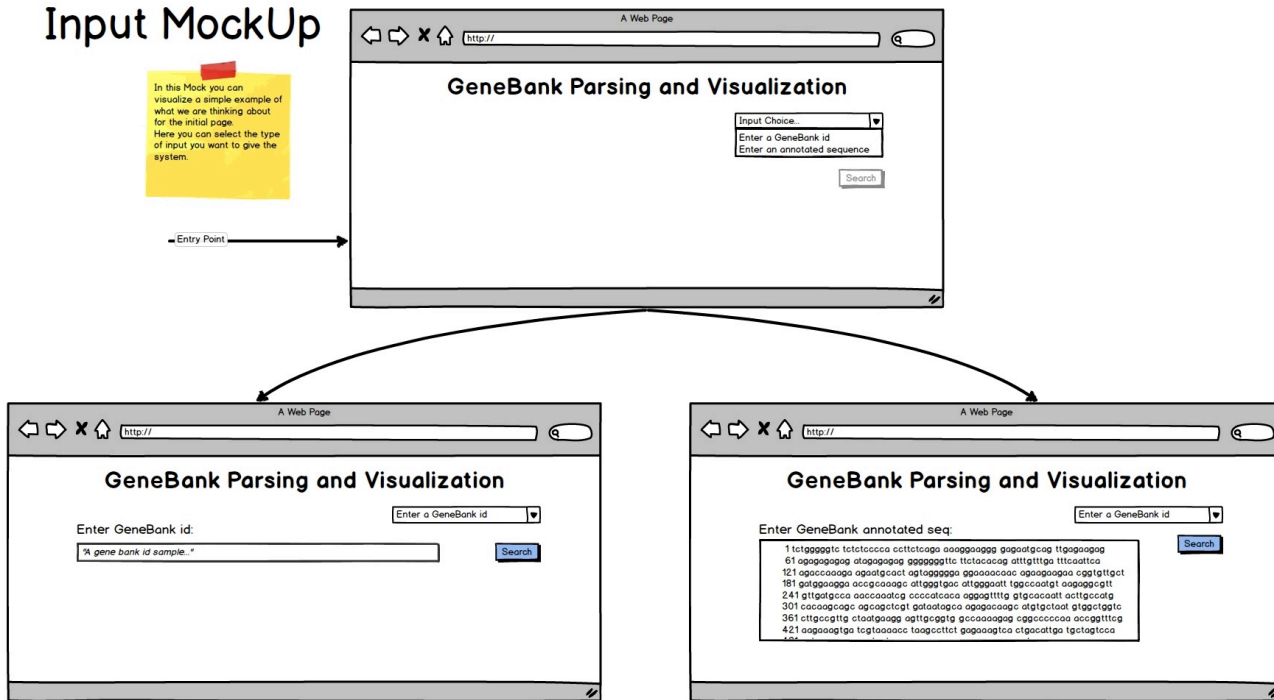 Input MockUp
In this Mock you can
visualize a simple example of
what we are thinking about
for the initial page.
Here you can select the type
of input you want to give the
system.
Entry Point
A Web Page
http://
GeneBank Parsing and Visualization
Input Choice...
Enter a GeneBank id
Enter an annotated sequence
Search
A Web Page
http://
GeneBank Parsing and Visualization
Enter a GeneBank id
Enter GeneBank id:
"A gene bank id sample..."
Search
A Web Page
http://
GeneBank Parsing and Visualization
Enter a GeneBank id
Enter GeneBank annotated seq:
Search
1 tctgggggtc tctctcccca ccttctcaga aaaggaaggg gagaatgcag ttgagaagag
61 agagagagag atagagagag gggggggttc ttctacacag atttgtttga tttcaattca
121 agaccaaaga agaatgcact agtaggggga ggaaaacaac agaagaagaa cggtgttgct
181 gatggaagga accgcaaagc attgggtgac attgggaatt tggccaatgt aagaggcgtt
241 gttgatgcca aaccaaatcg ccccatcaca aggagttttg gtgcacaatt acttgccatg
301 cacaagcagc agcagctcgt gataatagca agagacaagc atgtgctaat gtggctggtc
361 cttgccgttg ctaatgaagg agttgcggtg gccaaaagag cggcccccaa accggtttcg
421 aagaaagtga tcgtaaaacc taagccttct gagaaagtca ctgacattga tgctagtcca